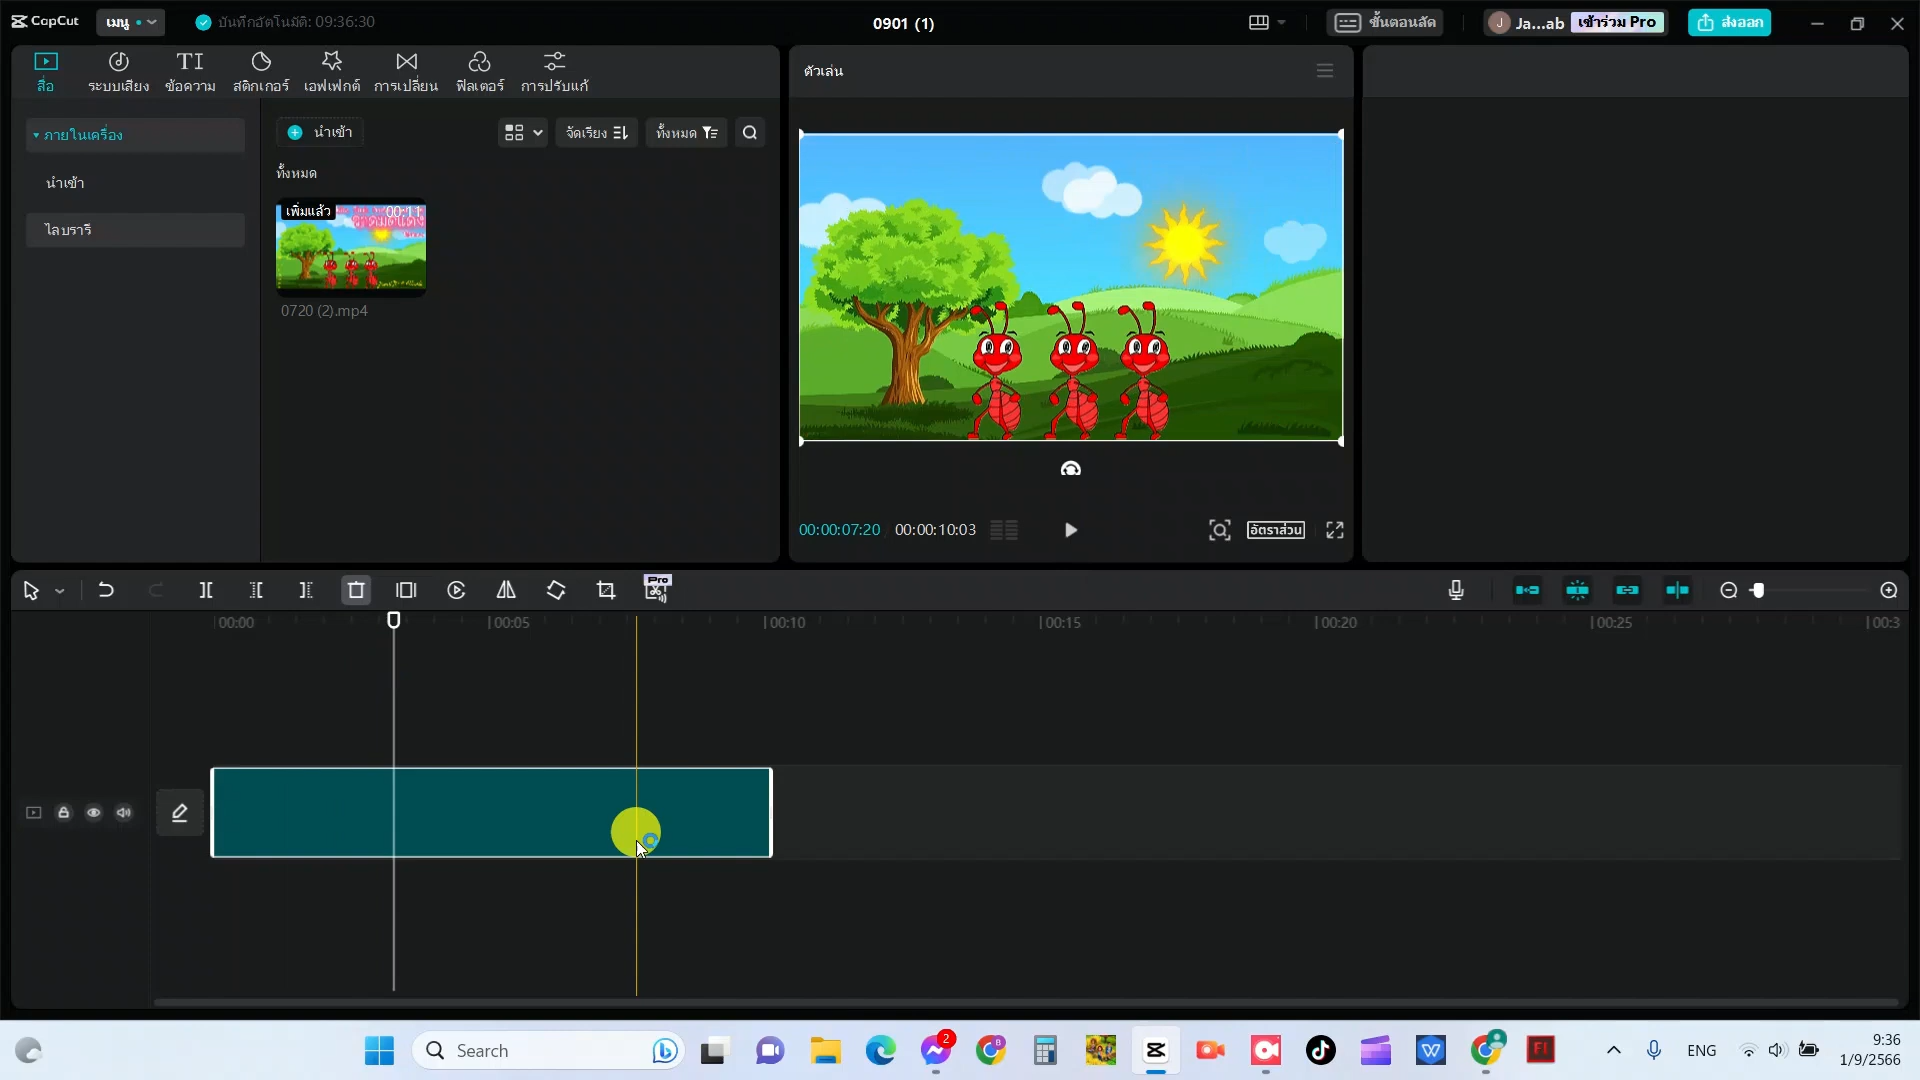 CapCut
เมนู
บันทึกอัตโนมัติ: 09:36:30
0901 (1)
ขั้นตอนลัด
J
Ja...ab
เข้าร่วม Pro
ส่งออก
สื่อ
ระบบเสียง
ข้อความ
สติกเกอร์
เอฟเฟกต์
การเปลี่ยน
ฟิลเตอร์
การปรับแก้
ภายในเครื่อง
นำเข้า
ไลบรารี
นำเข้า
จัดเรียง
ทั้งหมด
ทั้งหมด
เพิ่มแล้ว
00:11
0720 (2).mp4
ตัวเล่น
00:00:07:20
00:00:10:03
อัตราส่วน
Pro
00:00
00:05
00:10
00:15
00:20
00:25
00:3
Search
2
ENG
9:36
1/9/2566